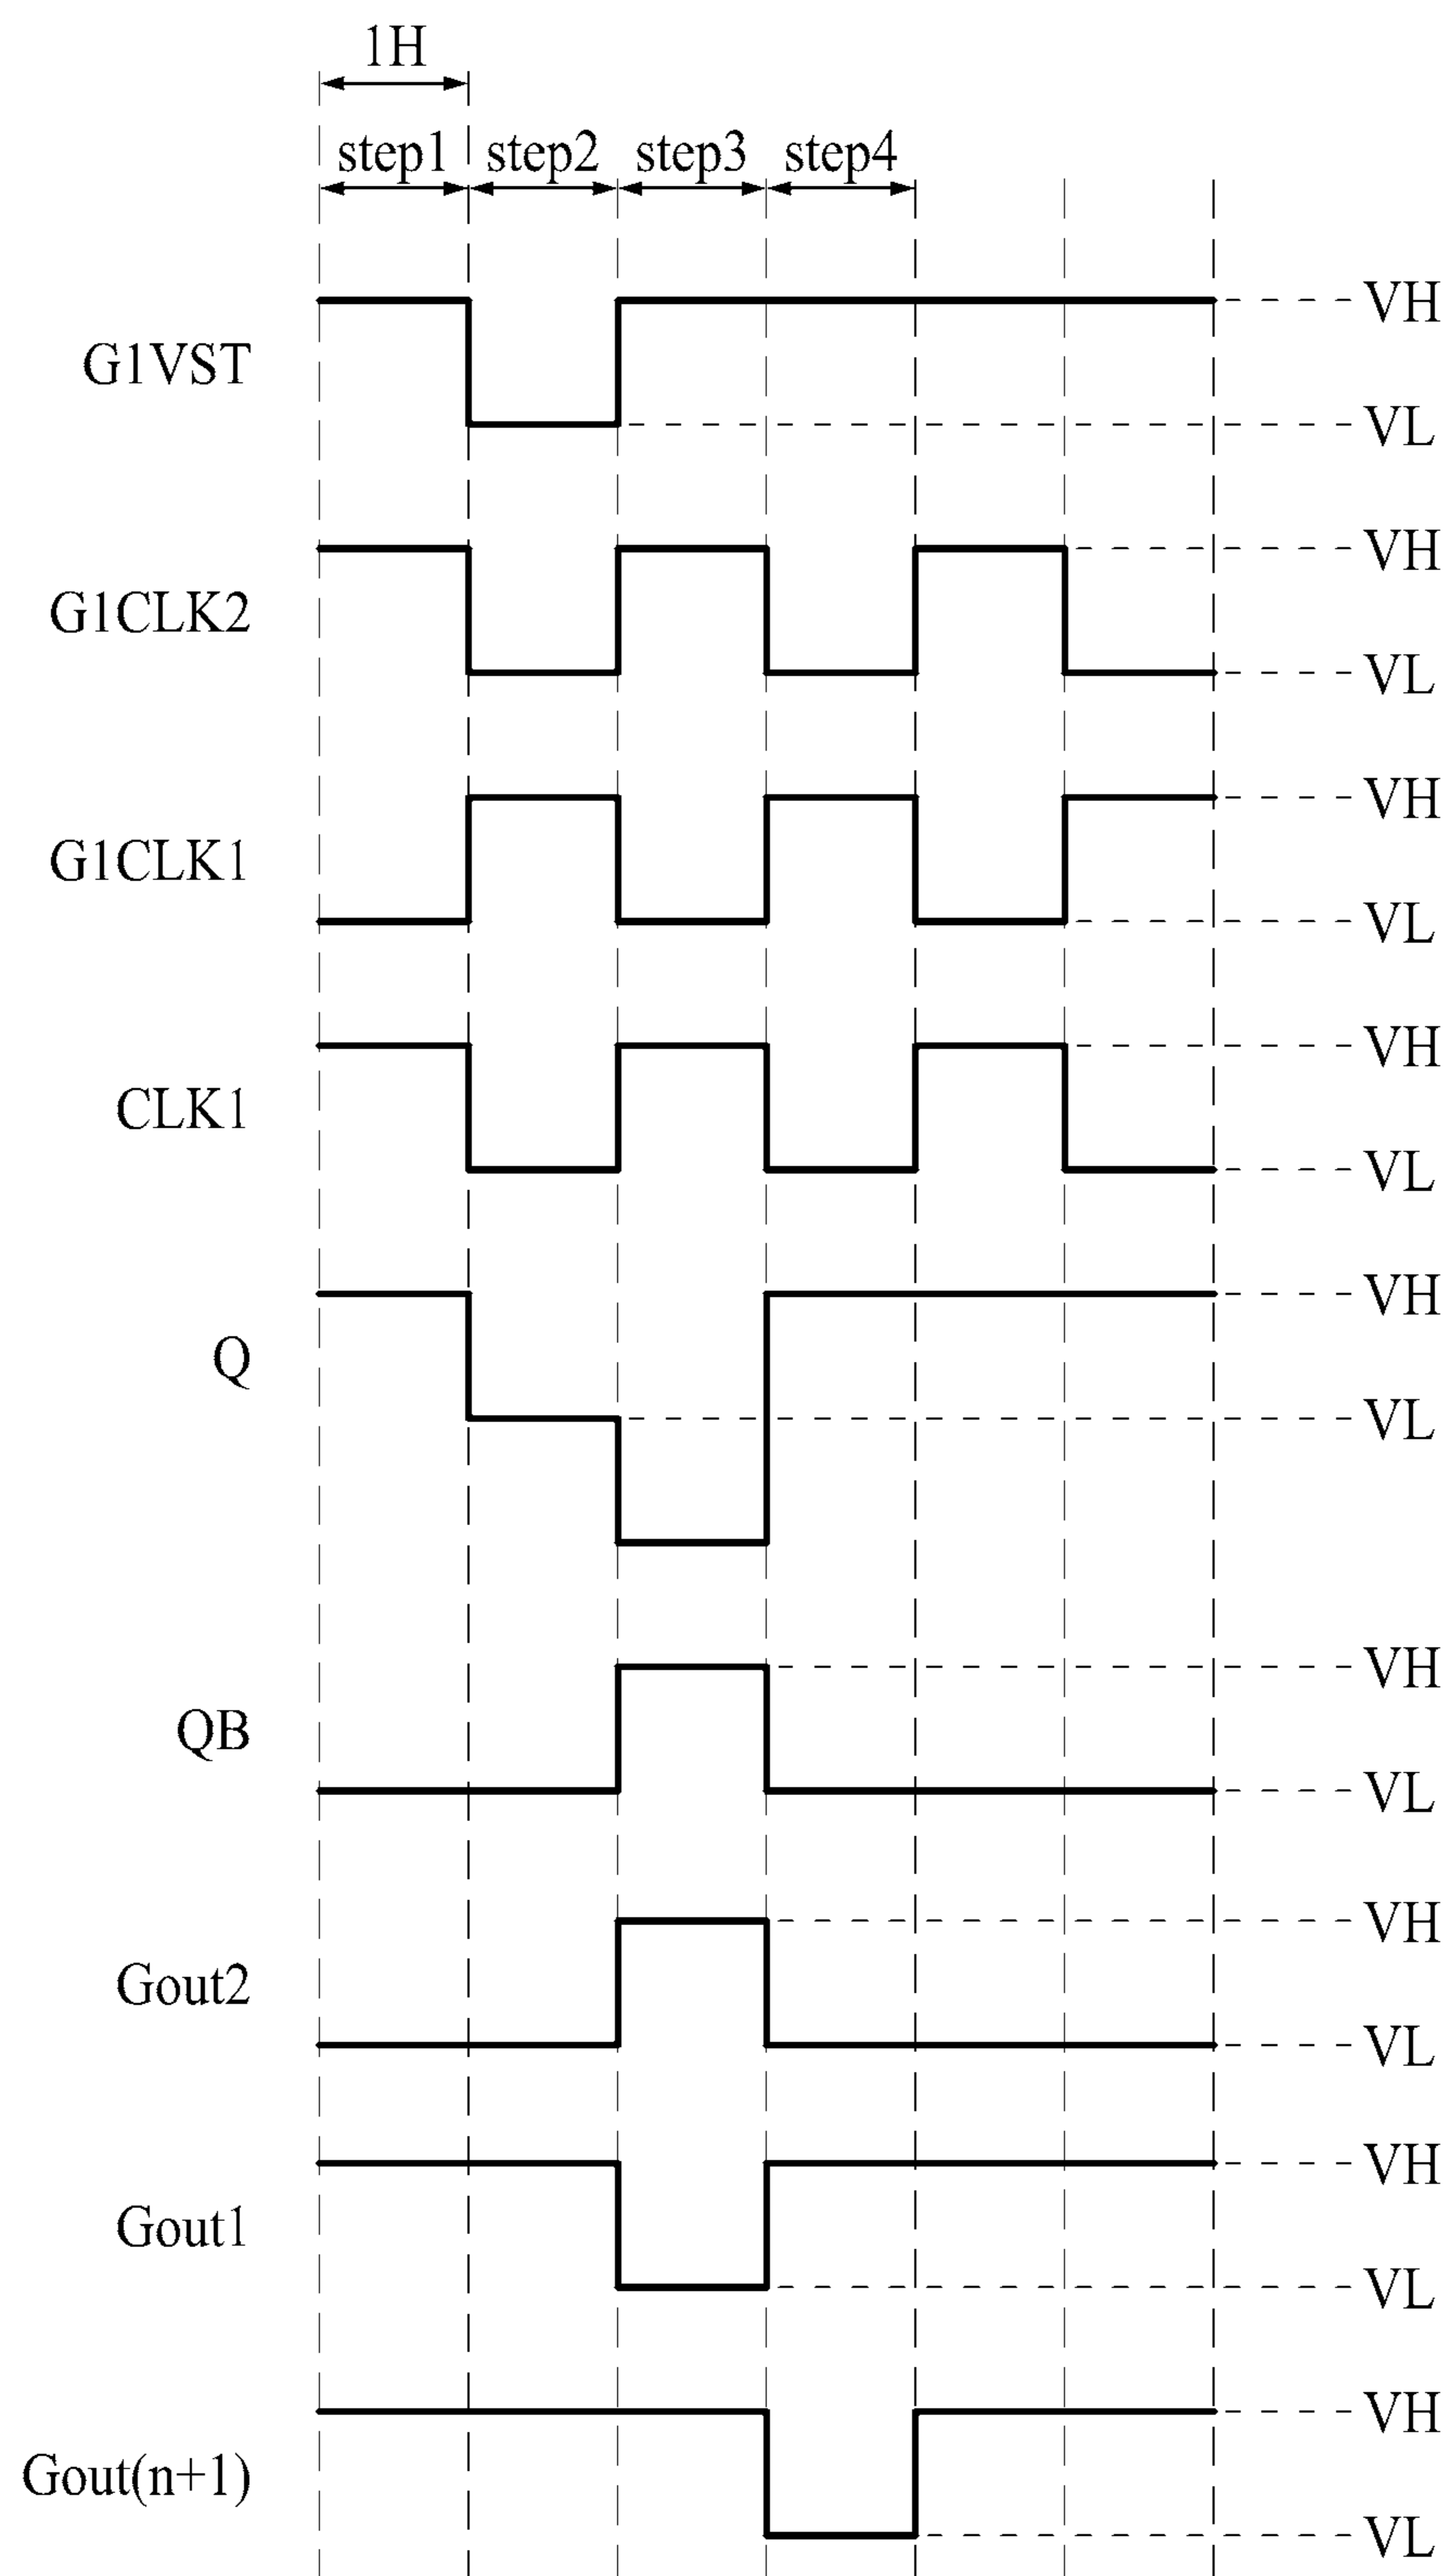 1H
step1 step2 step3 step4
VH
G1VST
VL
VH
G1CLK2
VL
VH
G1CLK1
VL
VH
CLK1
VL
VH
Q
VL
VH
QB
VL
VH
Gout2
VL
VH
Gout1
VL
VH
Gout(n+1)
VL